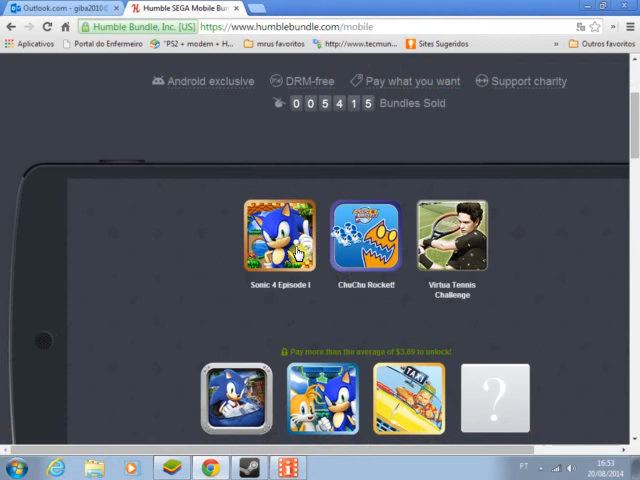 Outlook.com - giba2010@
Humble SEGA Mobile Bun
Humble Bundle, Inc. [US] https://www.humblebundle.com/mobile
Aplicativos Portal do Enfermeiro "PS2 + modem + H... mrus favoritos http://www.tecmun... Sites Sugeridos » Outros favoritos
Android exclusive DRM-free Pay what you want Support charity
0 0 5 4 1 5 Bundles Sold
Sonic 4 Episode I ChuChu Rocket! Virtua Tennis Challenge
Pay more than the average of $3.69 to unlock!
TAXI
?
PT 16:53
20/08/2014